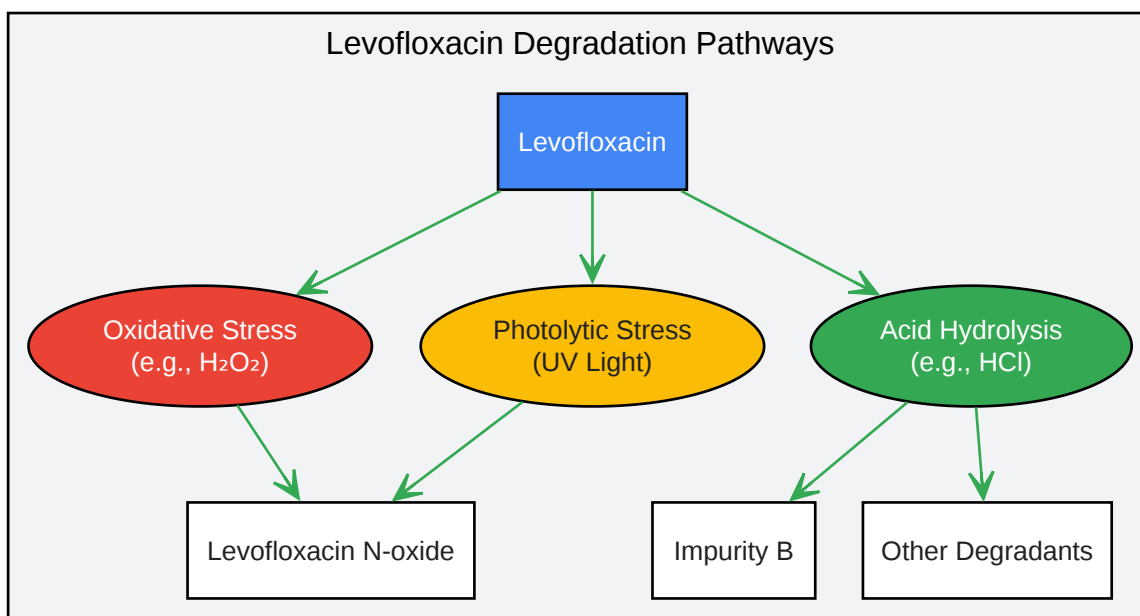 Levofloxacin Degradation Pathways
Levofloxacin
Oxidative Stress
(e.g., H₂O₂)
Photolytic Stress
(UV Light)
Acid Hydrolysis
(e.g., HCl)
Levofloxacin N-oxide
Impurity B
Other Degradants